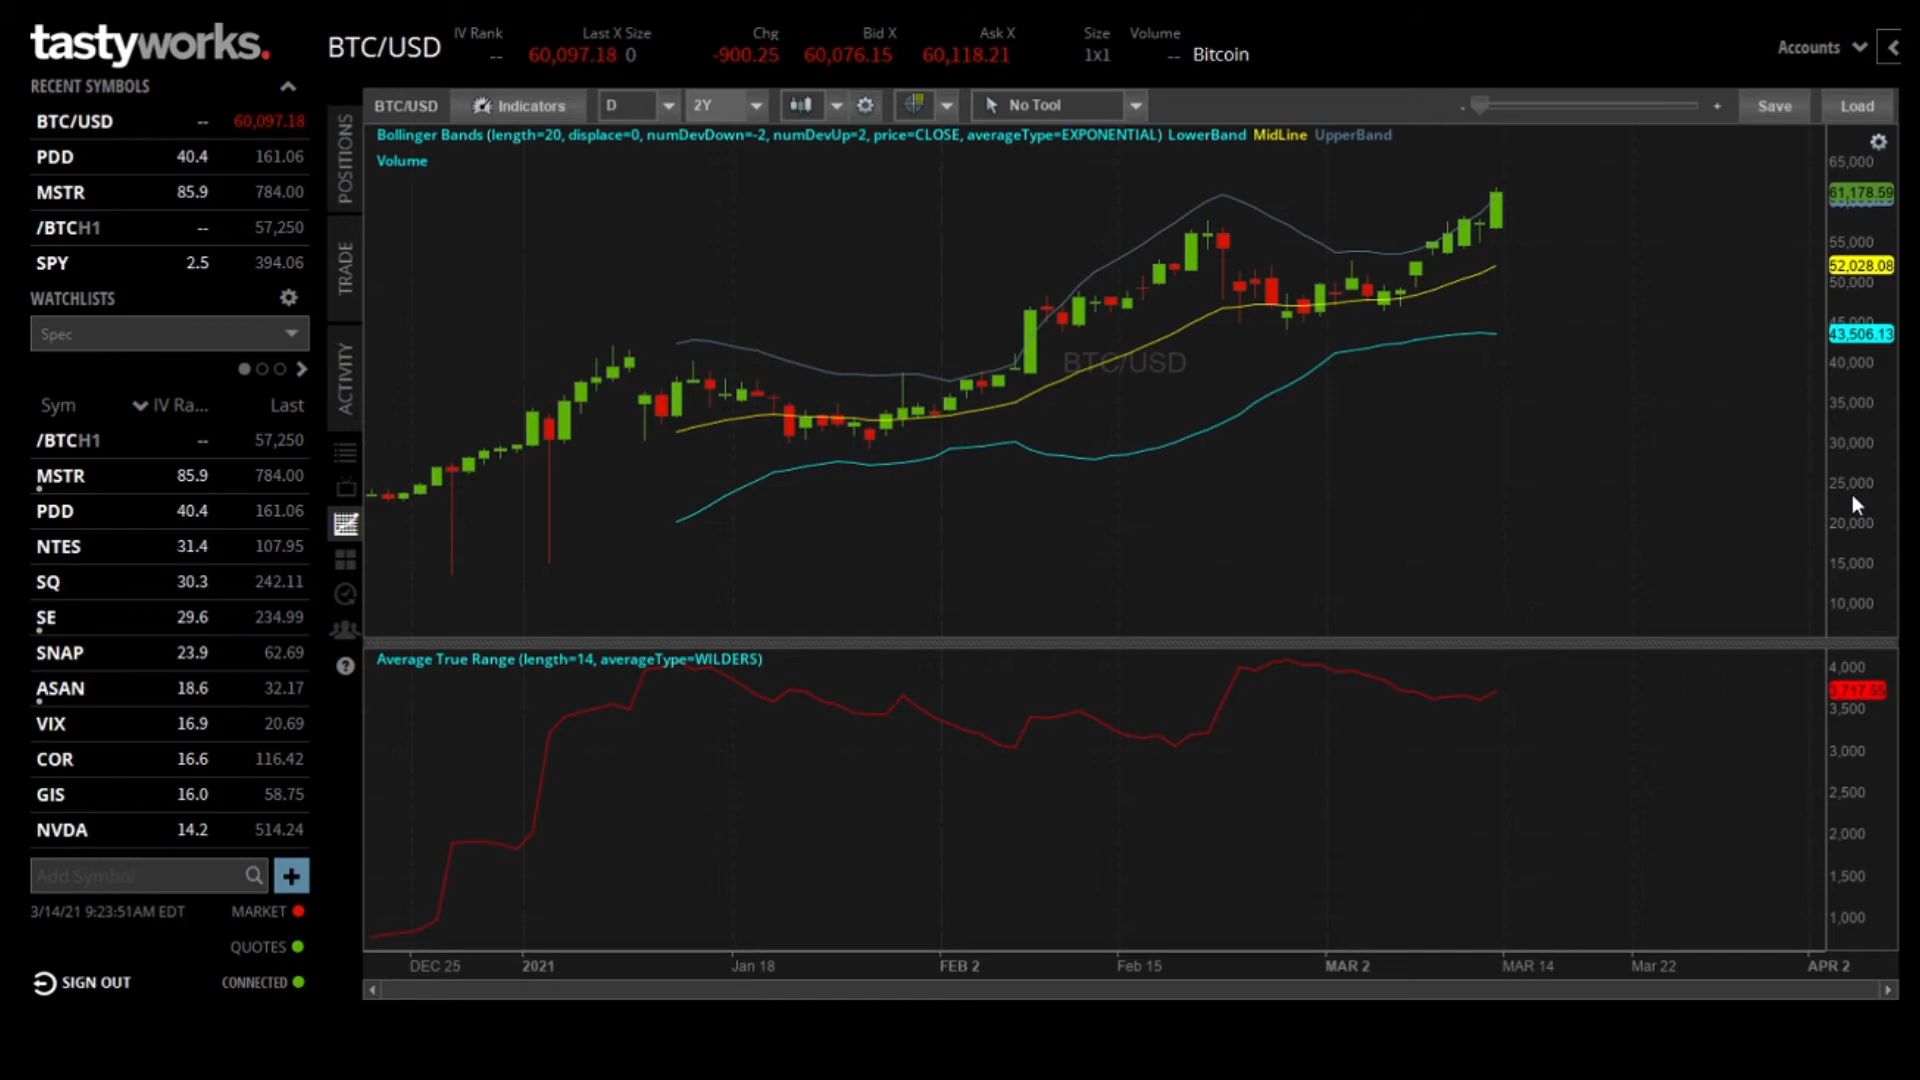 tastyworks.
BTC/USD
IV Rank
--
Last X Size
60,097.18 0
Chg
-900.25
Bid X
60,076.15
Ask X
60,118.21
Size
1x1
Volume
--
Bitcoin
Accounts
RECENT SYMBOLS
BTC/USD -- 60,097.18
PDD 40.4 161.06
MSTR 85.9 784.00
/BTCH1 -- 57,250
SPY 2.5 394.06
WATCHLISTS
Spec
Sym IV Ra... Last
/BTCH1 -- 57,250
MSTR 85.9 784.00
PDD 40.4 161.06
NTES 31.4 107.95
SQ 30.3 242.11
SE 29.6 234.99
SNAP 23.9 62.69
ASAN 18.6 32.17
VIX 16.9 20.69
COR 16.6 116.42
GIS 16.0 58.75
NVDA 14.2 514.24
Add Symbol
3/14/21 9:23:51AM EDT MARKET
QUOTES
SIGN OUT CONNECTED
POSITIONS
TRADE
ACTIVITY
BTC/USD Indicators D 2Y No Tool - + Save Load
Bollinger Bands (length=20, displace=0, numDevDown=-2, numDevUp=2, price=CLOSE, averageType=EXPONENTIAL) LowerBand MidLine UpperBand
Volume
BTC/USD
65,000
61,178.59
55,000
52,028.08
50,000
45,000
43,506.13
40,000
35,000
30,000
25,000
20,000
15,000
10,000
Average True Range (length=14, averageType=WILDERS)
4,000
3,717.55
3,500
3,000
2,500
2,000
1,500
1,000
DEC 25 2021 Jan 18 FEB 2 Feb 15 MAR 2 MAR 14 Mar 22 APR 2